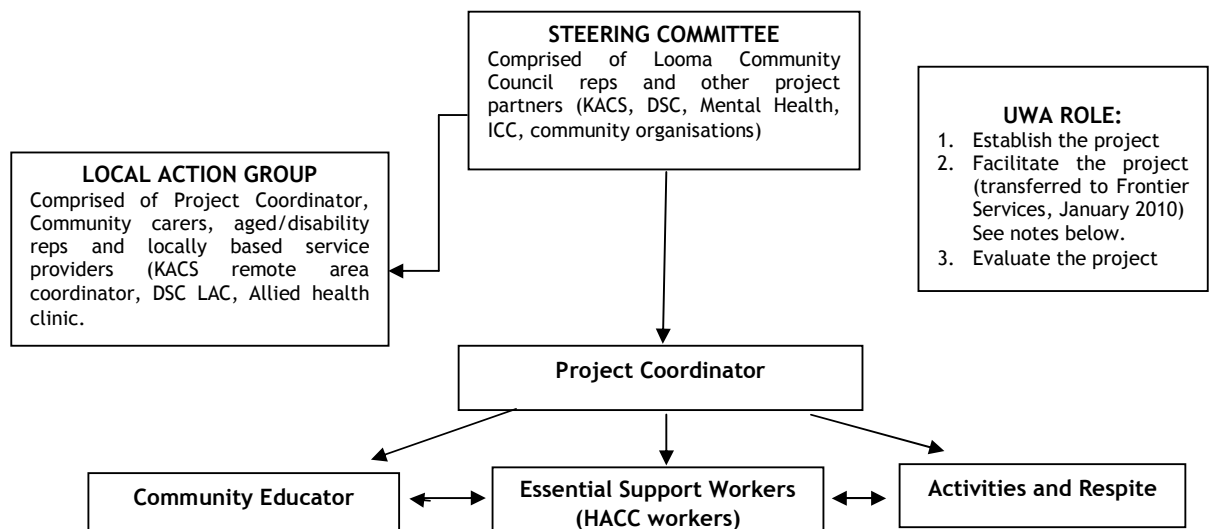 STEERING COMMITTEE
Comprised of Looma Community
Council reps and other project
partners (KACS, DSC, Mental Health,
ICC, community organisations)
UWA ROLE:
1. Establish the project
2. Facilitate the project
(transferred to Frontier
Services, January 2010)
See notes below.
3. Evaluate the project
LOCAL ACTION GROUP
Comprised of Project Coordinator,
Community carers, aged/disability
reps and locally based service
providers (KACS remote area
coordinator, DSC LAC, Allied health
clinic.
Project Coordinator
Community Educator
Essential Support Workers
(HACC workers)
Activities and Respite